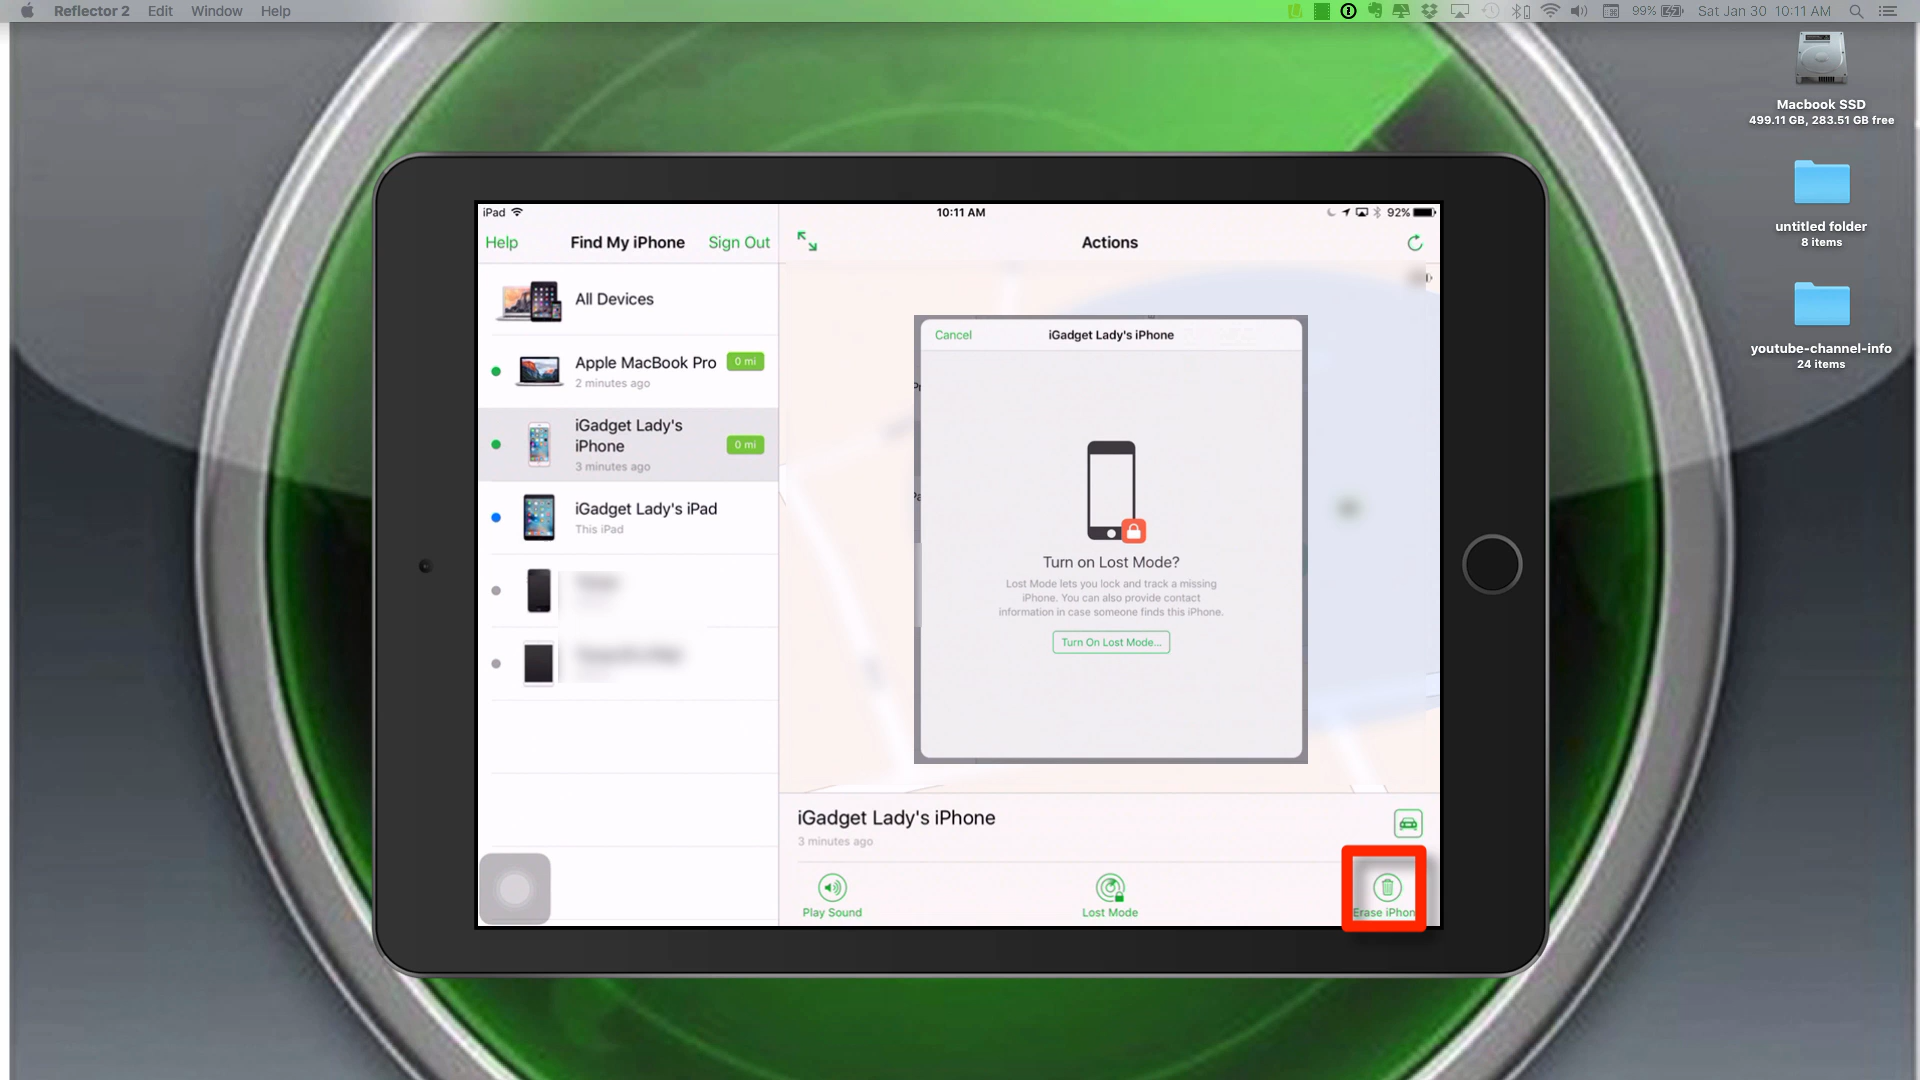 Reflector 2 Edit Window Help
99% Sat Jan 30 10:11 AM
Macbook SSD
499.11 GB, 283.51 GB free
untitled folder
8 items
youtube-channel-info
24 items
iPad 10:11 AM 92%
Help Find My iPhone Sign Out
Actions
All Devices
Apple MacBook Pro 0 mi
2 minutes ago
iGadget Lady's
iPhone
0 mi
3 minutes ago
iGadget Lady's iPad
This iPad
Cancel iGadget Lady's iPhone
Turn on Lost Mode?
Lost Mode lets you lock and track a missing
iPhone. You can also provide contact
information in case someone finds this iPhone.
Turn On Lost Mode...
iGadget Lady's iPhone
3 minutes ago
Play Sound Lost Mode Erase iPhon